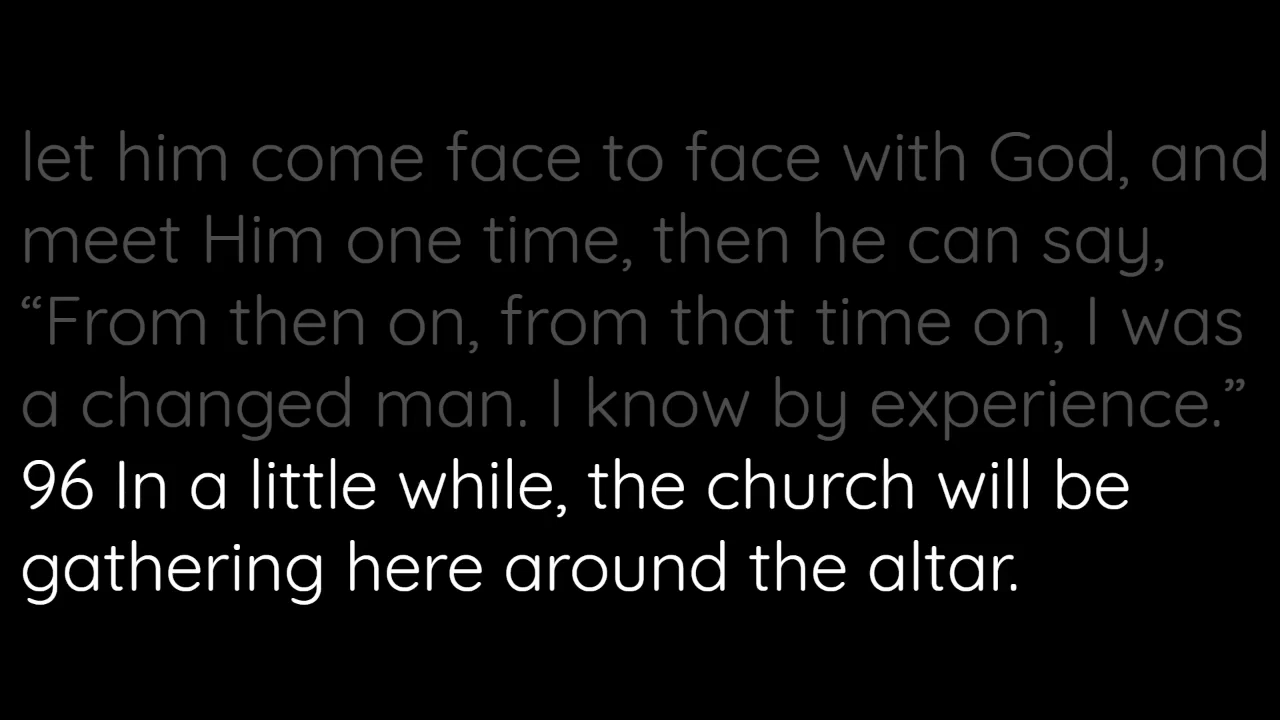 let him come face to face with God, and
meet Him one time, then he can say,
“From then on, from that time on, I was
a changed man. I know by experience.”
96 In a little while, the church will be
gathering here around the altar.